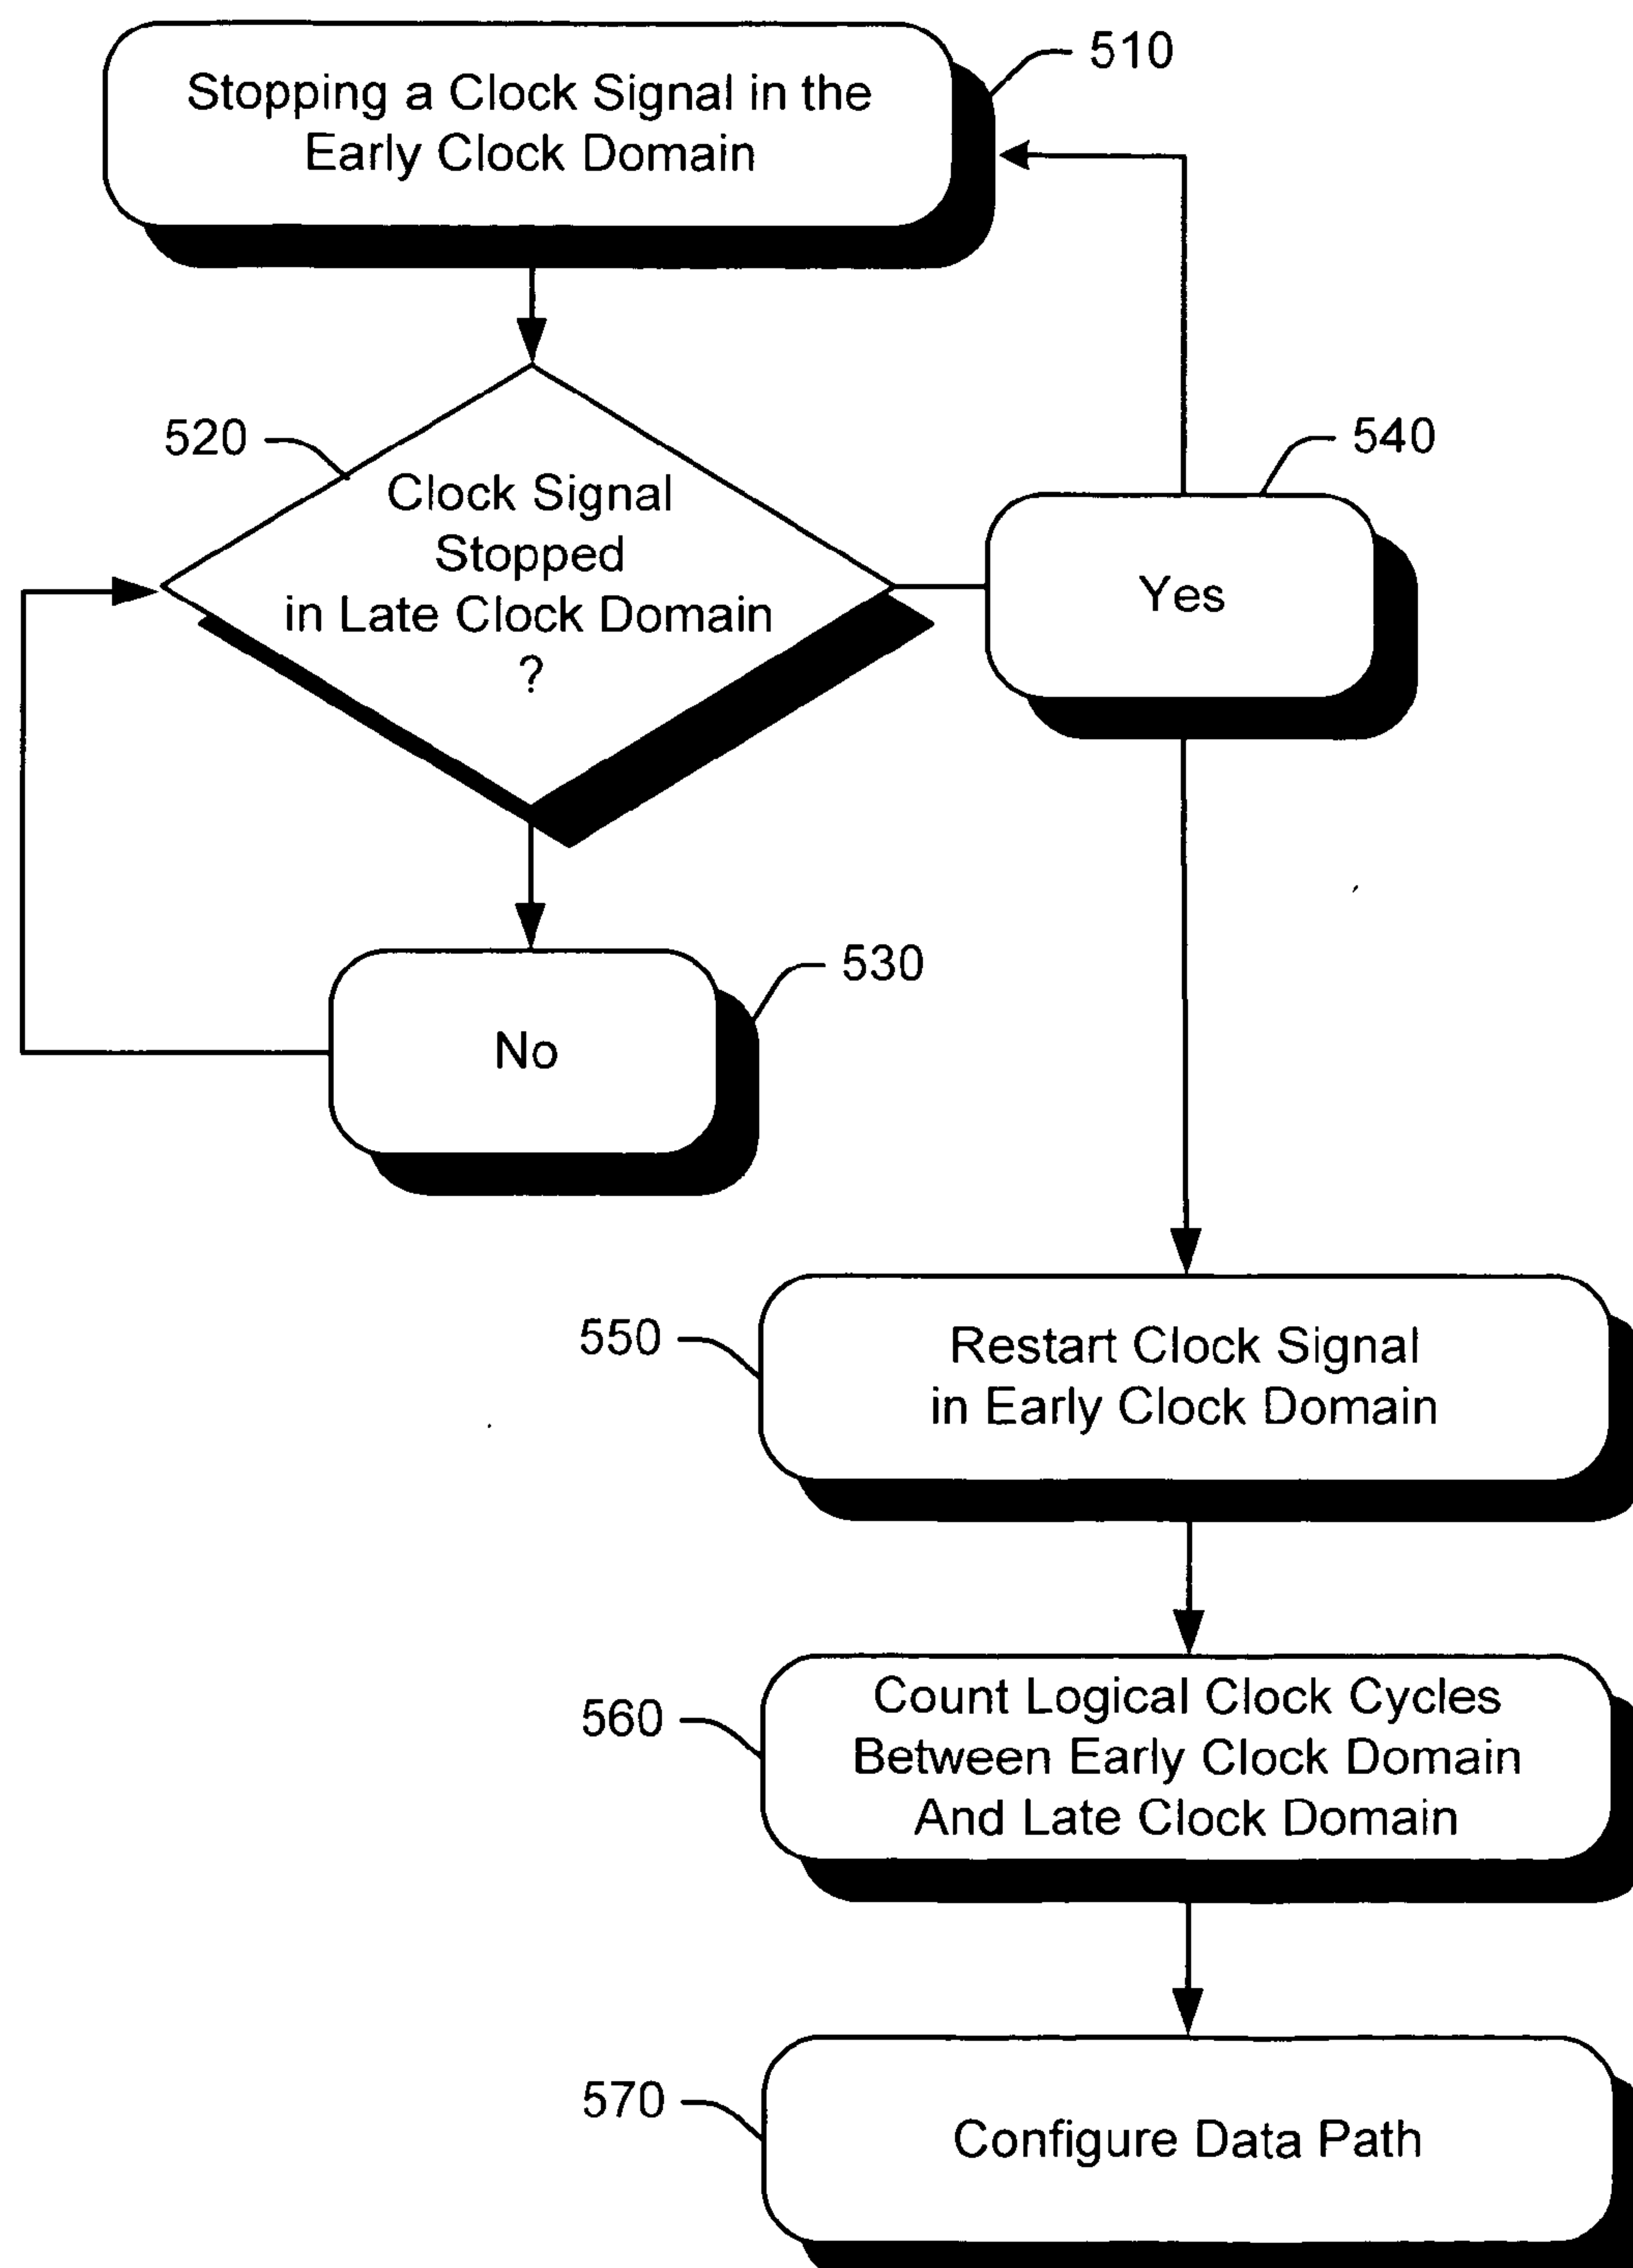 510
Stopping a Clock Signal in the
Early Clock Domain
520
Clock Signal
Stopped
in Late Clock Domain
?
540
Yes
530
No
550
Restart Clock Signal
in Early Clock Domain
560
Count Logical Clock Cycles
Between Early Clock Domain
And Late Clock Domain
570
Configure Data Path